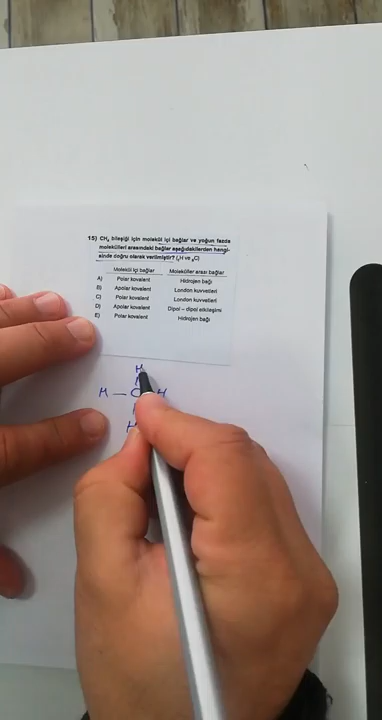 15) CH₄ bileşiği için molekül içi bağlar ve yoğun fazda
molekülleri arasındaki bağlar aşağıdakilerden hangi-
sinde doğru olarak verilmiştir? (₁H ve ₆C)
Molekül içi bağlar Moleküller arası bağlar
A) Polar kovalent Hidrojen bağı
B) Apolar kovalent London kuvvetleri
C) Polar kovalent London kuvvetleri
D) Apolar kovalent Dipol – dipol etkileşimi
E) Polar kovalent Hidrojen bağı
H
H — C H
H